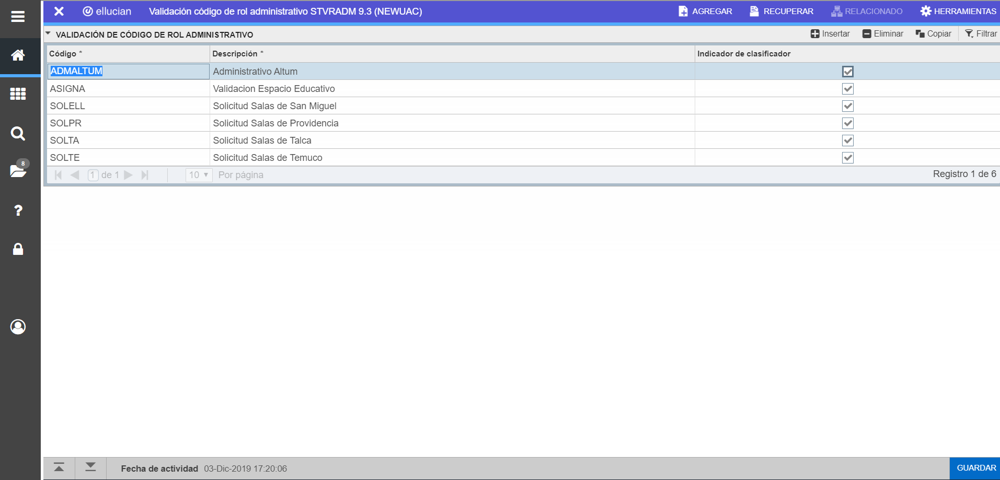 ellucian Validación código de rol administrativo STVRADM 9.3 (NEWUAC) AGREGAR RECUPERAR RELACIONADO HERRAMIENTAS
VALIDACIÓN DE CÓDIGO DE ROL ADMINISTRATIVO Insertar Eliminar Copiar Filtrar
Código * Descripción * Indicador de clasificador
ADMALTUM Administrativo Altum
ASIGNA Validacion Espacio Educativo
SOLELL Solicitud Salas de San Miguel
SOLPR Solicitud Salas de Providencia
SOLTA Solicitud Salas de Talca
SOLTE Solicitud Salas de Temuco
1 de 1 10 Por página Registro 1 de 6
8
?
Fecha de actividad 03-Dic-2019 17:20:06 GUARDAR